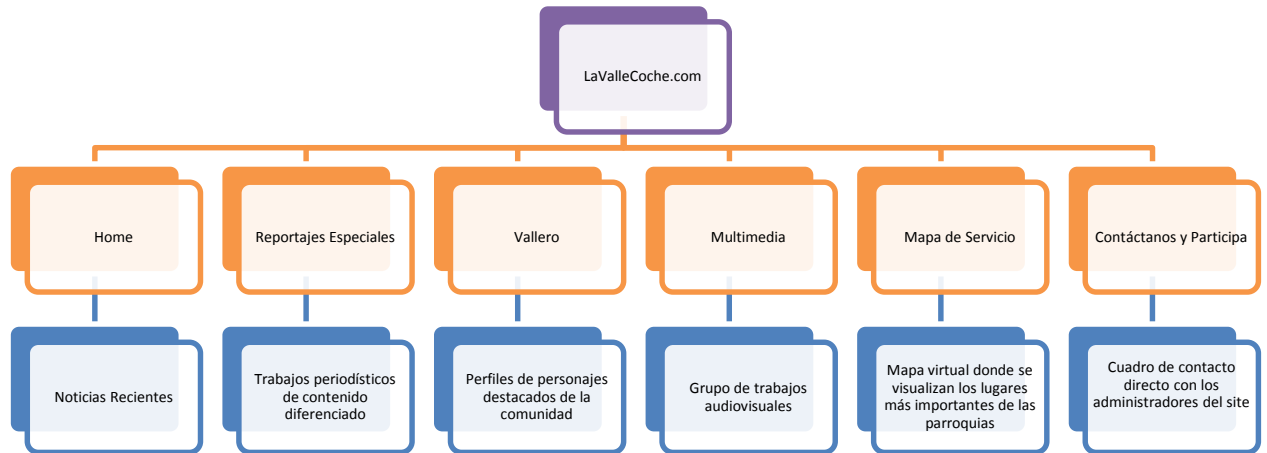 LaValleCoche.com
Home
Reportajes Especiales
Vallero
Multimedia
Mapa de Servicio
Contáctanos y Participa
Noticias Recientes
Trabajos periodísticos
de contenido
diferenciado
Perfiles de personajes
destacados de la
comunidad
Grupo de trabajos
audiovisuales
Mapa virtual donde se
visualizan los lugares
más importantes de las
parroquias
Cuadro de contacto
directo con los
administradores del site